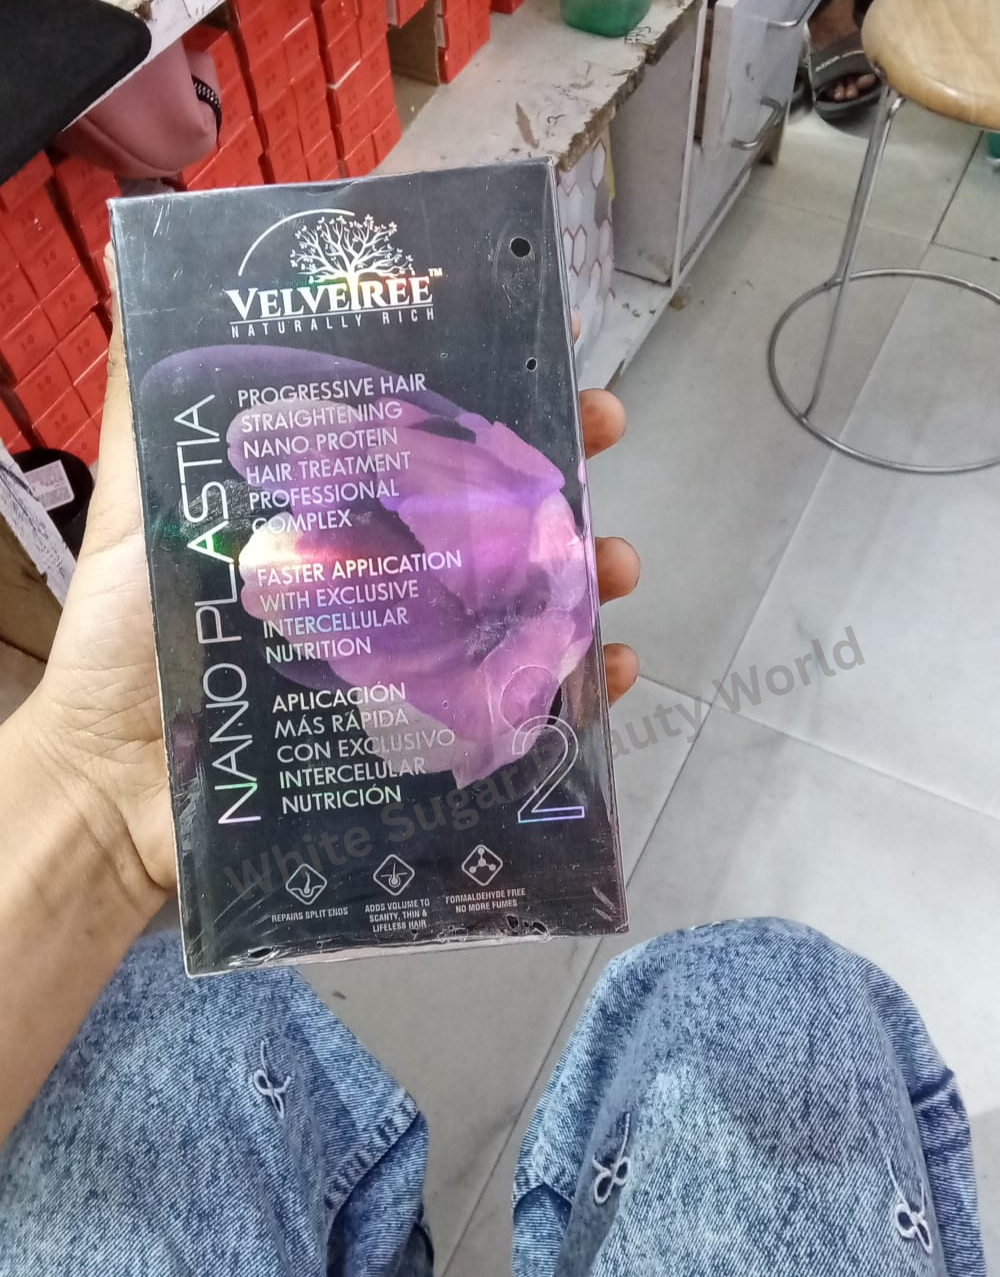 VELVETREE™
NATURALLY RICH
NANO PLASTIA
PROGRESSIVE HAIR
STRAIGHTENING
NANO PROTEIN
HAIR TREATMENT
PROFESSIONAL
COMPLEX
FASTER APPLICATION
WITH EXCLUSIVE
INTERCELLULAR
NUTRITION
APLICACIÓN
MÁS RÁPIDA
CON EXCLUSIVO
INTERCELULAR
NUTRICIÓN
2
REPAIRS SPLIT ENDS
ADDS VOLUME TO
SCANTY, THIN &
LIFELESS HAIR
FORMALDEHYDE FREE
NO MORE FUMES
White Sugar Beauty World